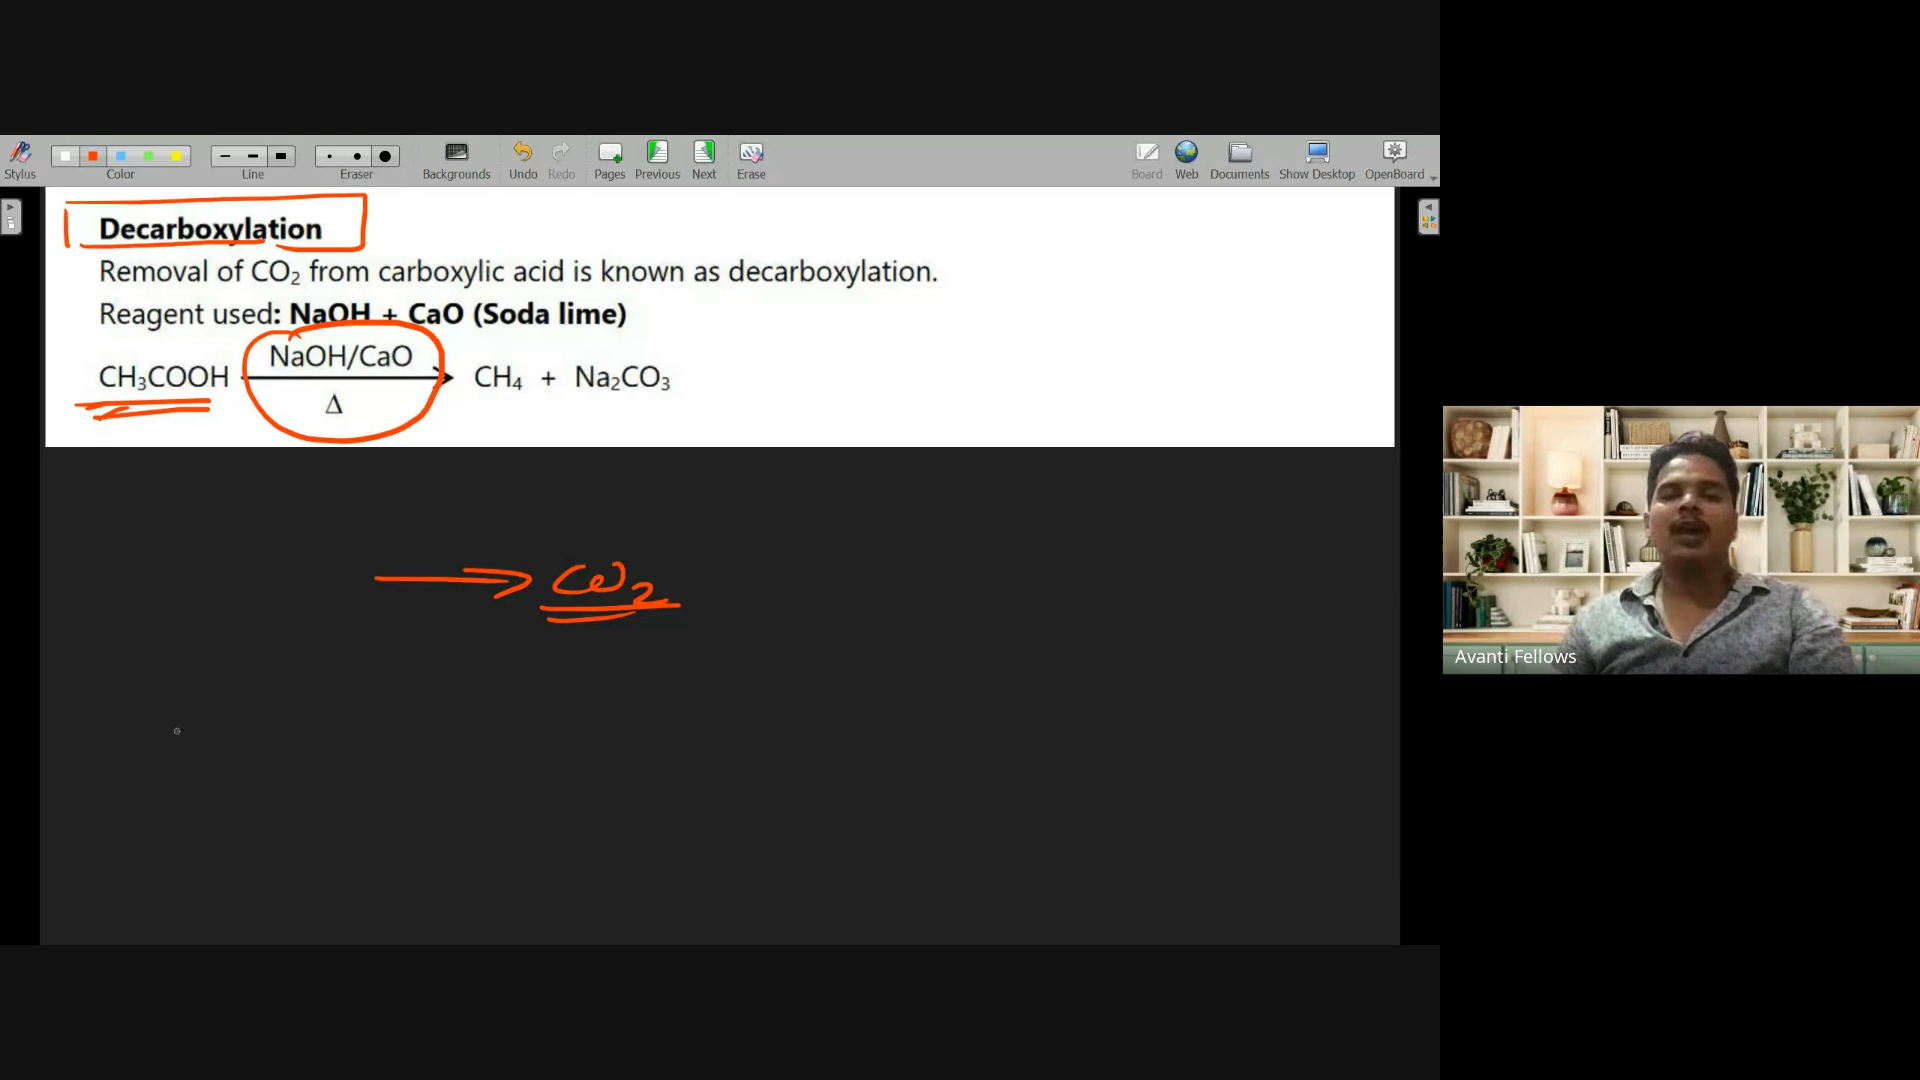 Stylus Color Line Eraser Backgrounds Undo Redo Pages Previous Next Erase Board Web Documents Show Desktop OpenBoard
Decarboxylation
Removal of CO₂ from carboxylic acid is known as decarboxylation.
Reagent used: NaOH + CaO (Soda lime)
NaOH/CaO
CH₃COOH → CH₄ + Na₂CO₃
Δ
→ CO₂
Avanti Fellows